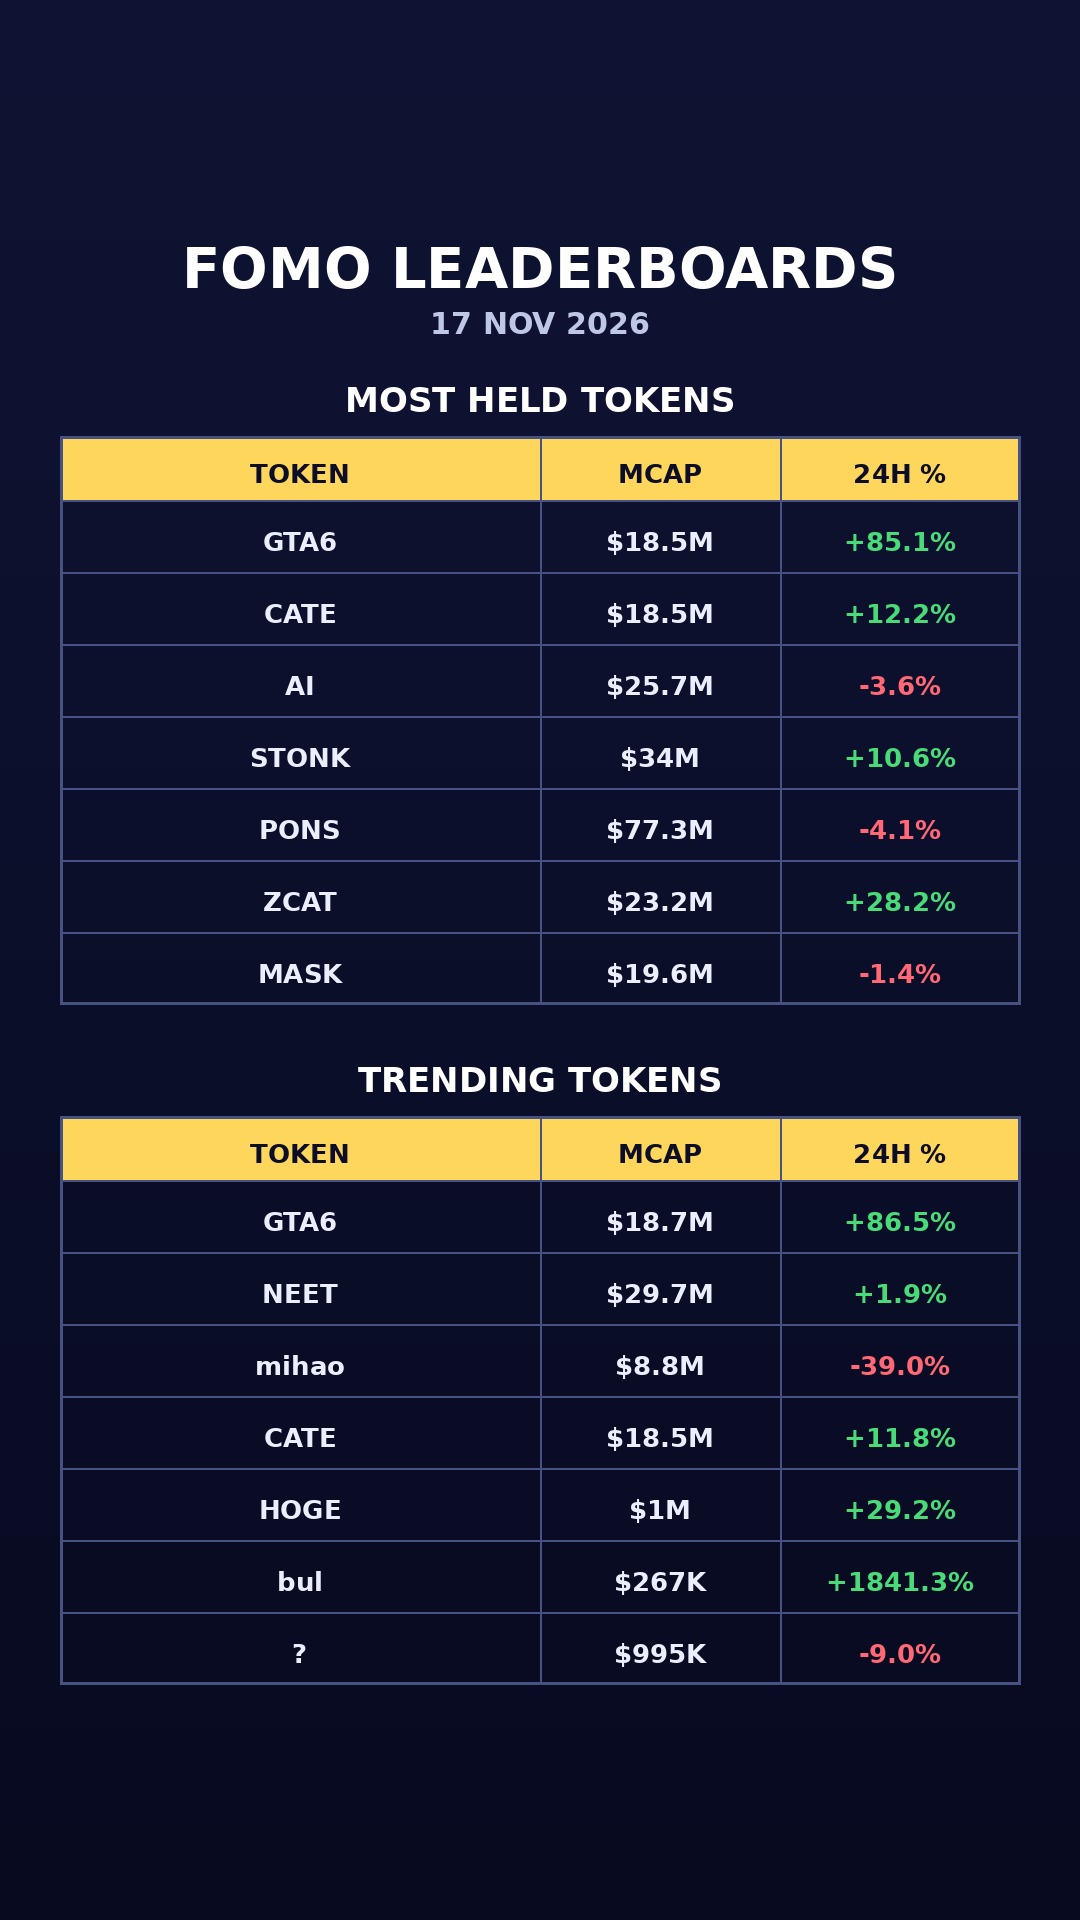 FOMO LEADERBOARDS
17 NOV 2026
MOST HELD TOKENS
TOKEN MCAP 24H %
GTA6 $18.5M +85.1%
CATE $18.5M +12.2%
AI $25.7M -3.6%
STONK $34M +10.6%
PONS $77.3M -4.1%
ZCAT $23.2M +28.2%
MASK $19.6M -1.4%
TRENDING TOKENS
TOKEN MCAP 24H %
GTA6 $18.7M +86.5%
NEET $29.7M +1.9%
mihao $8.8M -39.0%
CATE $18.5M +11.8%
HOGE $1M +29.2%
bul $267K +1841.3%
? $995K -9.0%